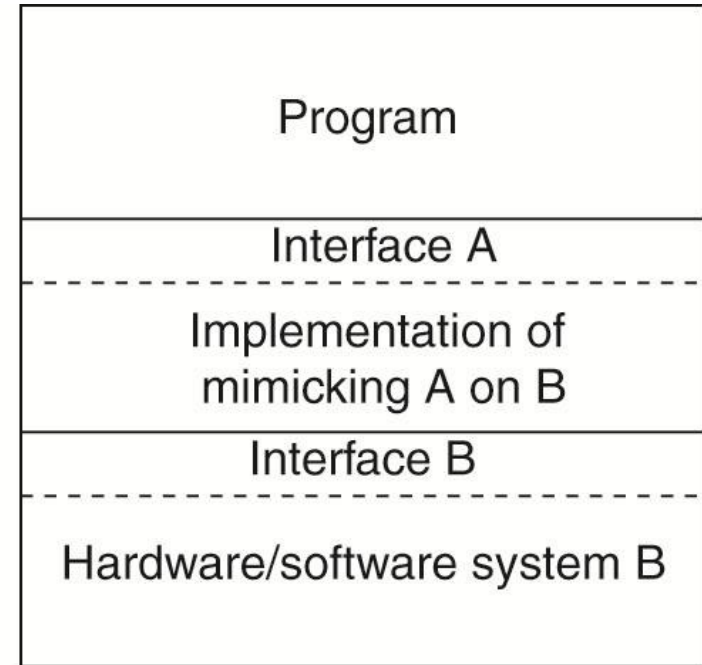 Program
Interface A
Implementation of
mimicking A on B
Interface B
Hardware/software system B